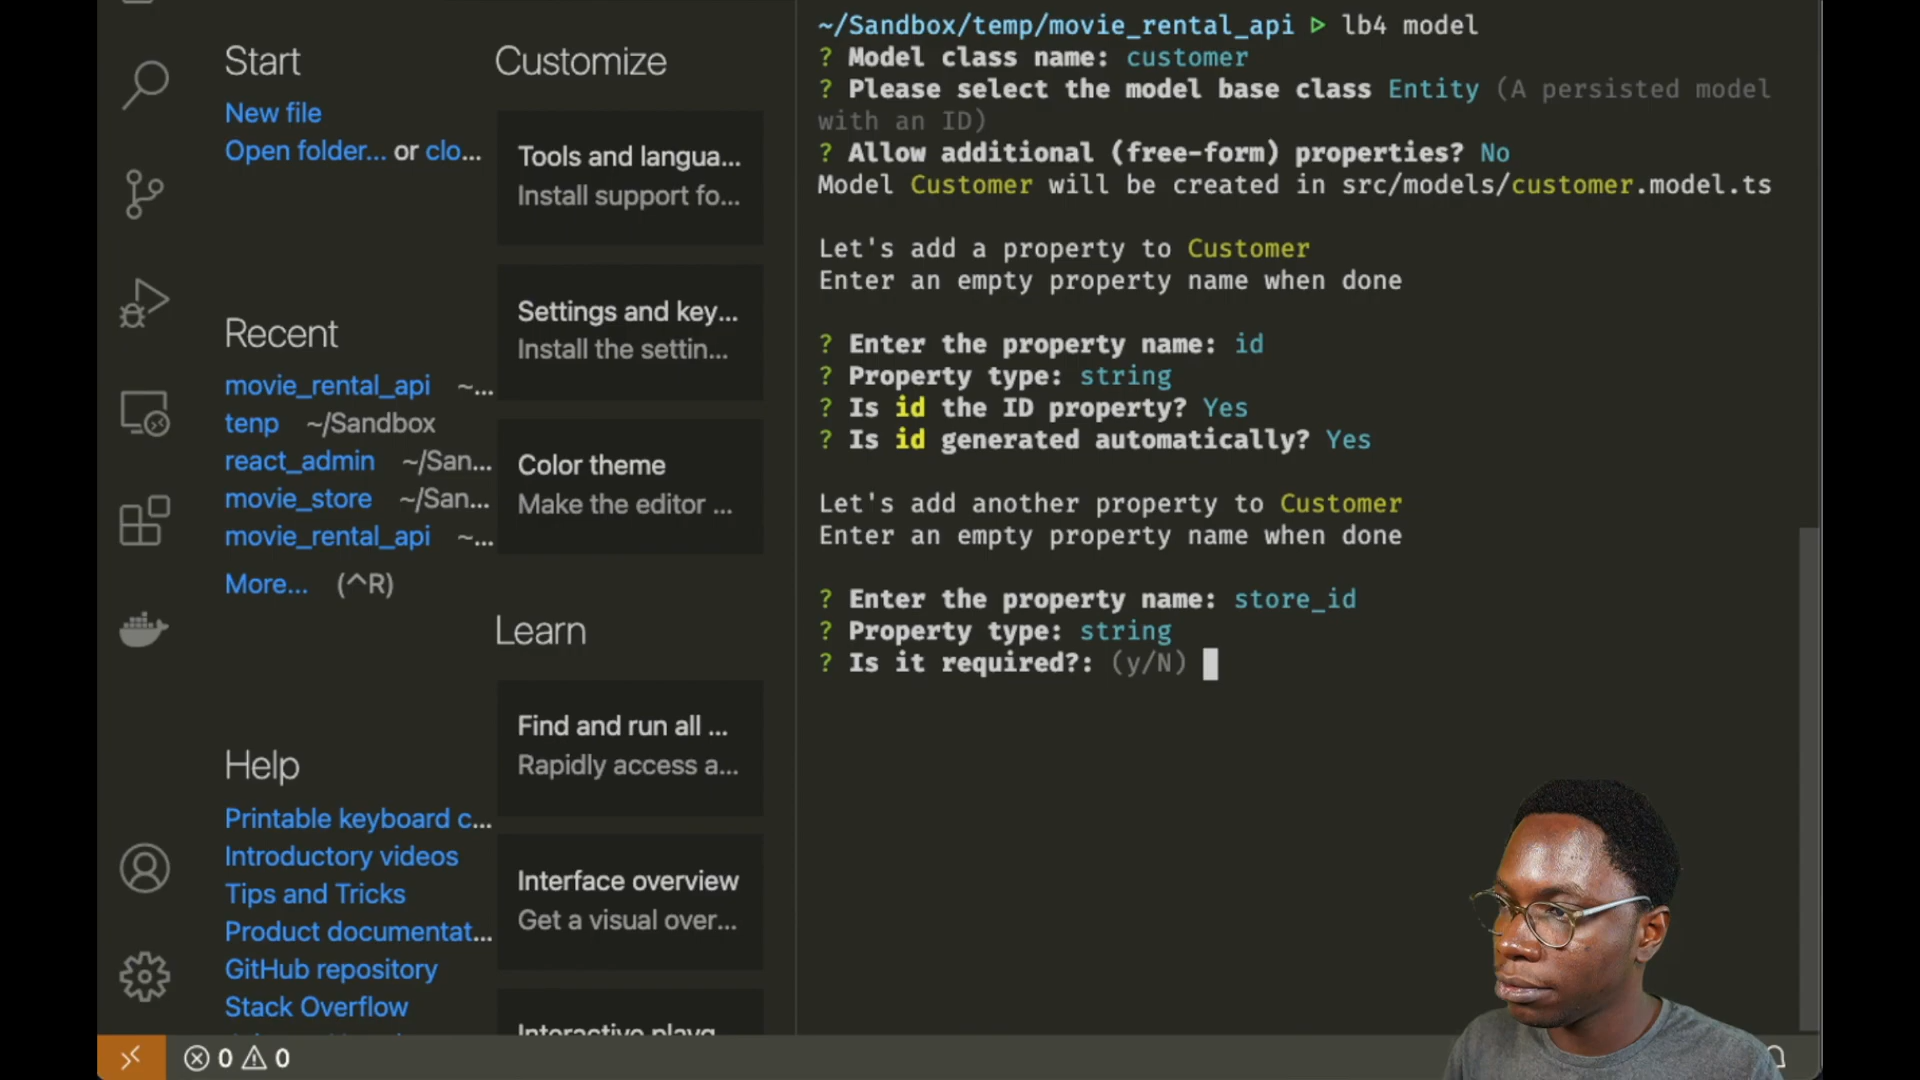 Start
New file
Open folder... or clo...
Recent
movie_rental_api ~...
tenp ~/Sandbox
react_admin ~/San...
movie_store ~/San...
movie_rental_api ~...
More... (^R)
Help
Printable keyboard c...
Introductory videos
Tips and Tricks
Product documentat...
GitHub repository
Stack Overflow
Customize
Tools and langua...
Install support fo...
Settings and key...
Install the settin...
Color theme
Make the editor ...
Learn
Find and run all ...
Rapidly access a...
Interface overview
Get a visual over...
Interactive playg...
~/Sandbox/temp/movie_rental_api ▷ lb4 model
? Model class name: customer
? Please select the model base class Entity (A persisted model
with an ID)
? Allow additional (free-form) properties? No
Model Customer will be created in src/models/customer.model.ts
Let's add a property to Customer
Enter an empty property name when done
? Enter the property name: id
? Property type: string
? Is id the ID property? Yes
? Is id generated automatically? Yes
Let's add another property to Customer
Enter an empty property name when done
? Enter the property name: store_id
? Property type: string
? Is it required?: (y/N)
0 0